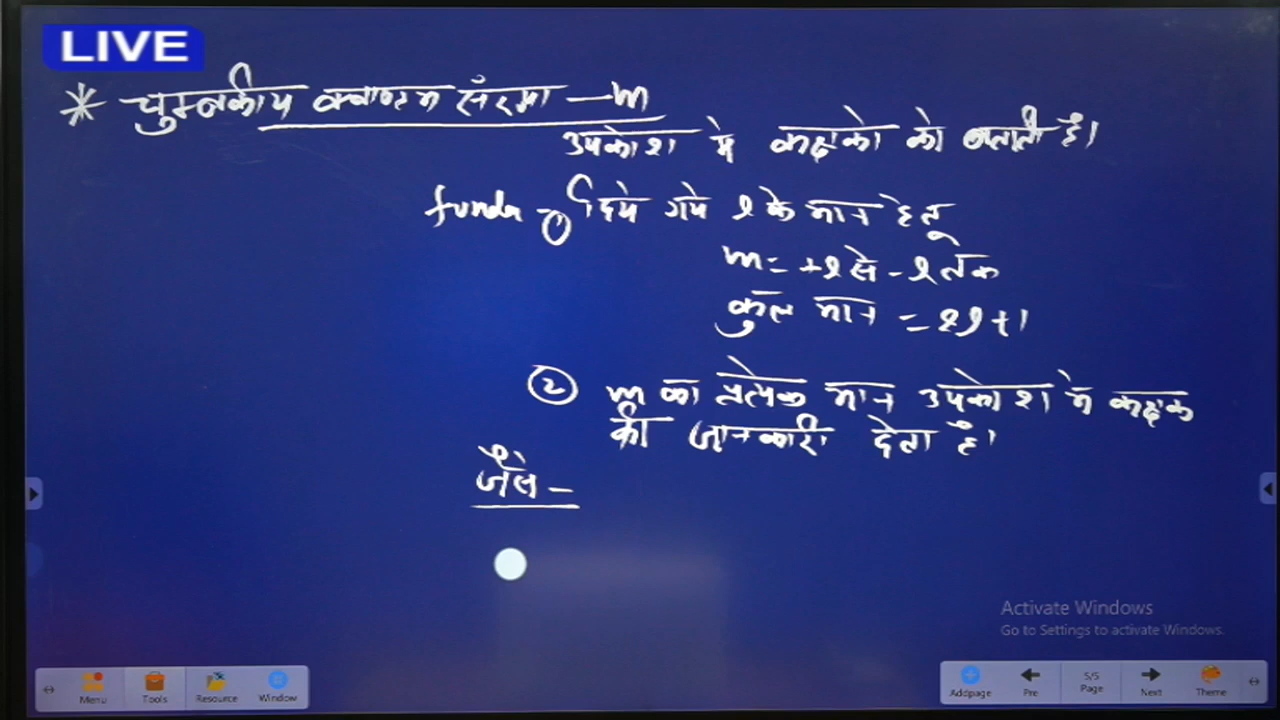 LIVE
* चुम्बकीय क्वाण्टम संख्या – m
उपकोश में कक्षको को बताती है।
funda – ① दिये गये l के मान हेतू
m = +l से -l तक
कुल मान = 2l+1
② m का प्रत्येक मान उपकोश में कक्षक
की जानकारी देता है।
जैसे –
Activate Windows
Go to Settings to activate Windows.
Menu Tools Resource Window
Addpage Pre 5/5 Page Next Theme